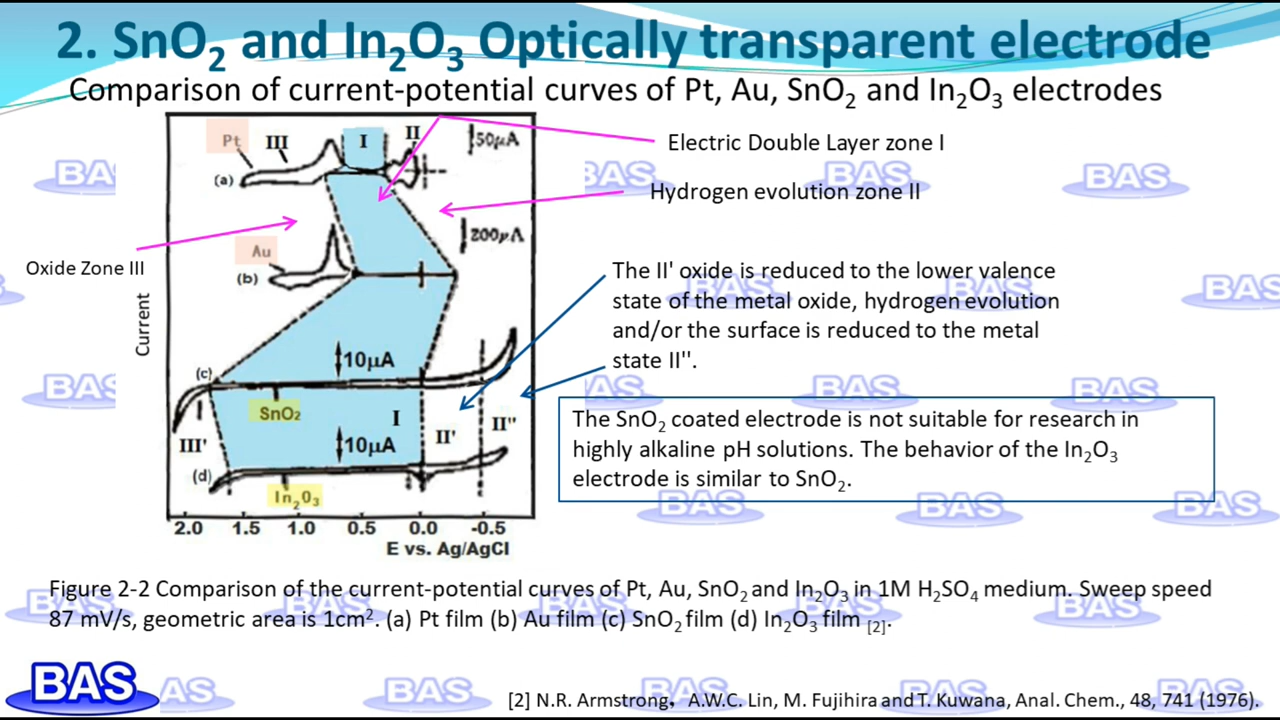 2. SnO2 and In2O3 Optically transparent electrode
Comparison of current-potential curves of Pt, Au, SnO2 and In2O3 electrodes
Pt
III
I
II
50µA
Electric Double Layer zone I
(a)
Hydrogen evolution zone II
200µA
Au
Oxide Zone III
(b)
The II' oxide is reduced to the lower valence
state of the metal oxide, hydrogen evolution
and/or the surface is reduced to the metal
state II".
Current
10µA
(c)
SnO2
I
II'
II"
III'
10µA
The SnO2 coated electrode is not suitable for research in
highly alkaline pH solutions. The behavior of the In2O3
electrode is similar to SnO2.
(d)
In2O3
2.0 1.5 1.0 0.5 0.0 -0.5
E vs. Ag/AgCl
Figure 2-2 Comparison of the current-potential curves of Pt, Au, SnO2 and In2O3 in 1M H2SO4 medium. Sweep speed
87 mV/s, geometric area is 1cm². (a) Pt film (b) Au film (c) SnO2 film (d) In2O3 film [2].
BAS
[2] N.R. Armstrong, A.W.C. Lin, M. Fujihira and T. Kuwana, Anal. Chem., 48, 741 (1976).